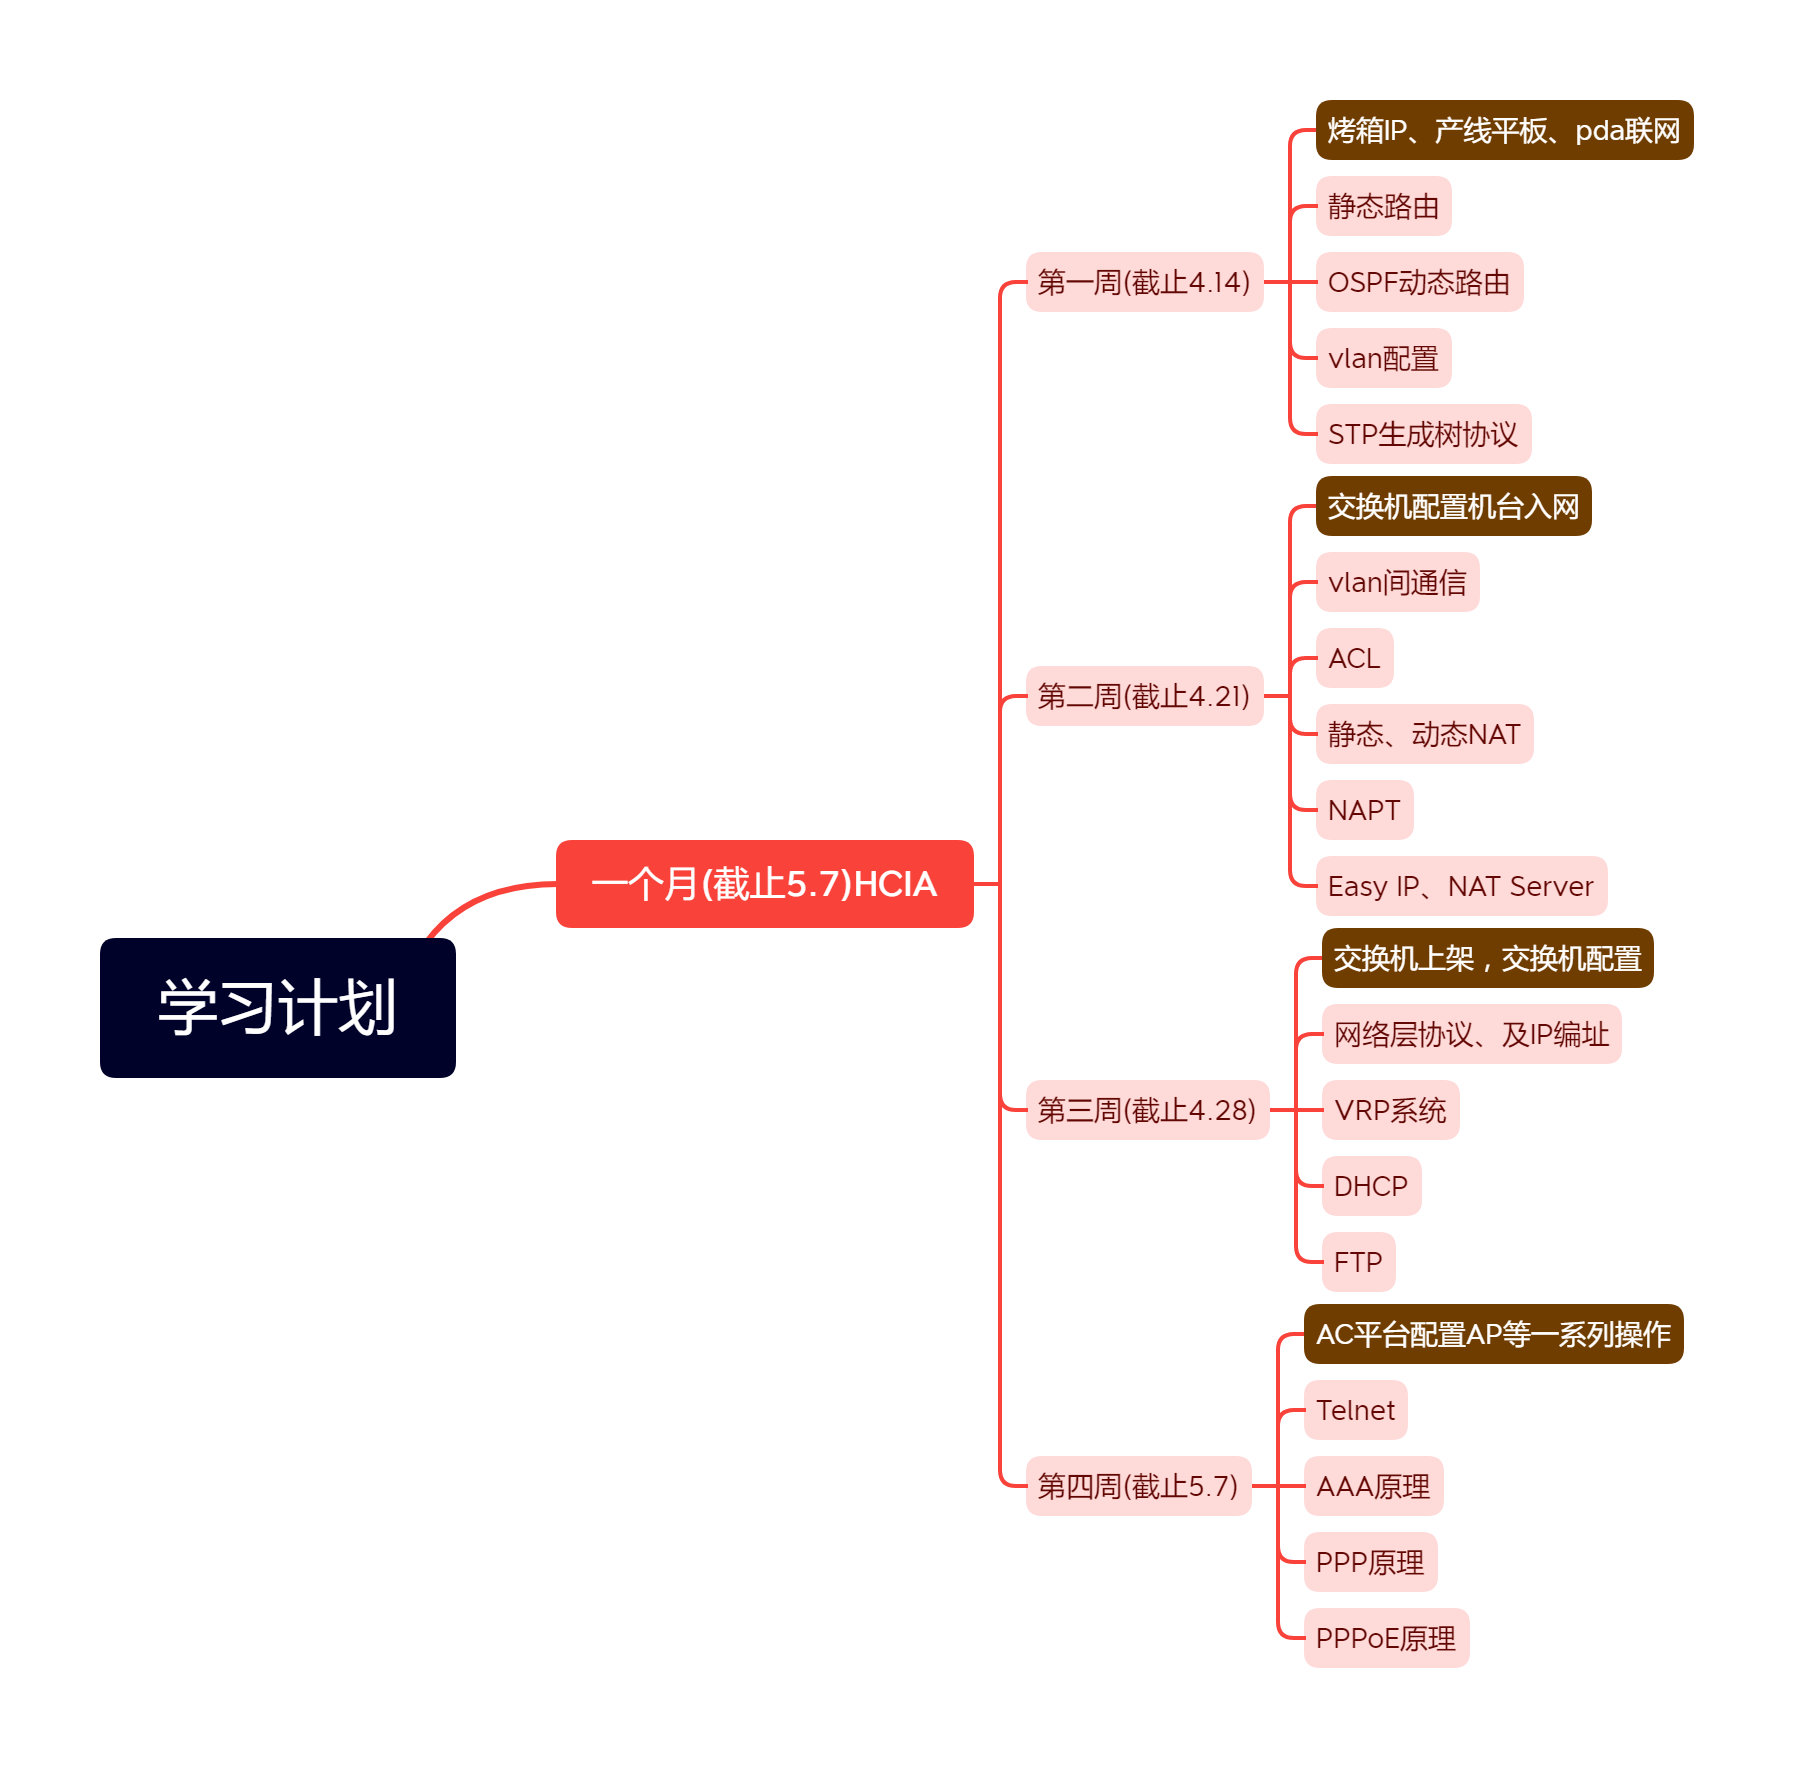 学习计划
一个月(截止5.7)HCIA
第一周(截止4.14)
烤箱IP、产线平板、pda联网
静态路由
OSPF动态路由
vlan配置
STP生成树协议
第二周(截止4.21)
交换机配置机台入网
vlan间通信
ACL
静态、动态NAT
NAPT
Easy IP、NAT Server
第三周(截止4.28)
交换机上架，交换机配置
网络层协议、及IP编址
VRP系统
DHCP
FTP
第四周(截止5.7)
AC平台配置AP等一系列操作
Telnet
AAA原理
PPP原理
PPPoE原理